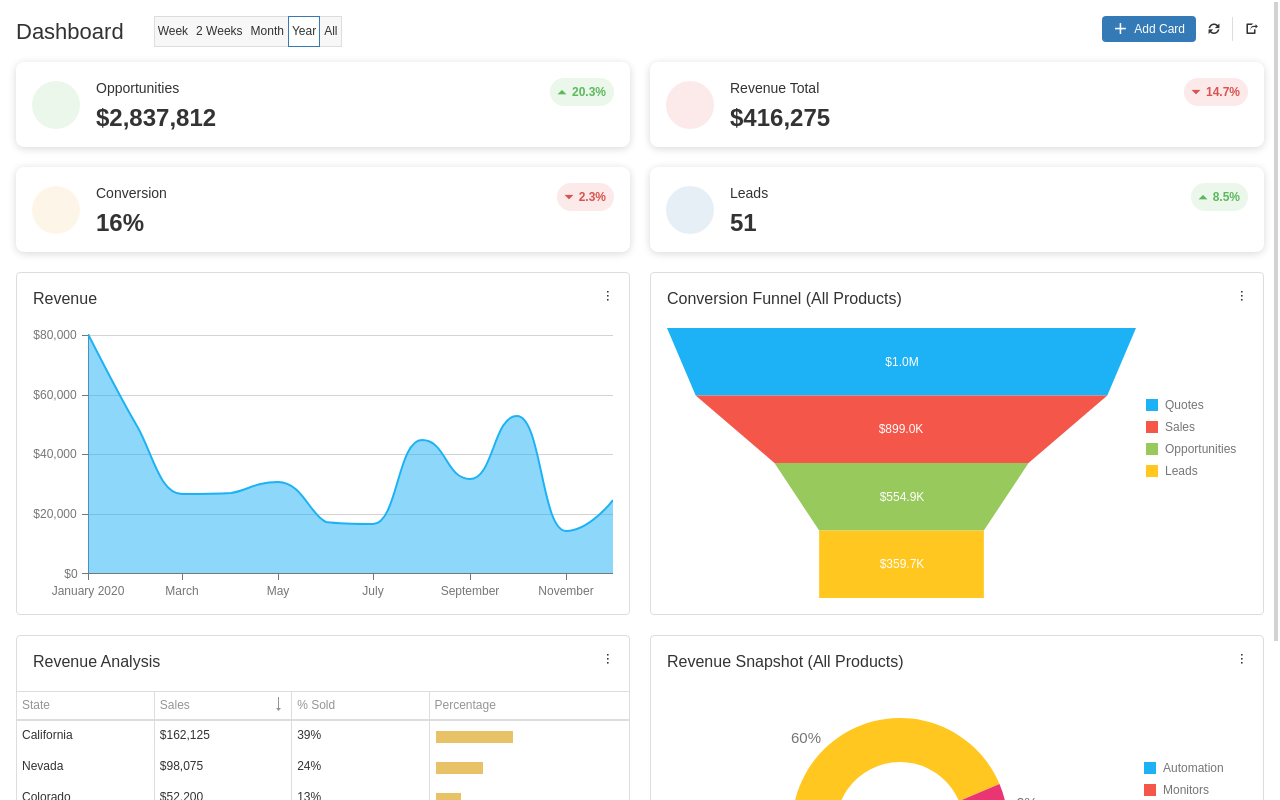 Dashboard
Week 2 Weeks Month Year All
Add Card
Opportunities
$2,837,812
20.3%
Revenue Total
$416,275
14.7%
Conversion
16%
2.3%
Leads
51
8.5%
Revenue
$80,000
$60,000
$40,000
$20,000
$0
January 2020 March May July September November
Conversion Funnel (All Products)
$1.0M
$899.0K
$554.9K
$359.7K
Quotes
Sales
Opportunities
Leads
Revenue Analysis
State Sales % Sold Percentage
California $162,125 39%
Nevada $98,075 24%
Colorado $52,200 13%
Revenue Snapshot (All Products)
60%
Automation
Monitors